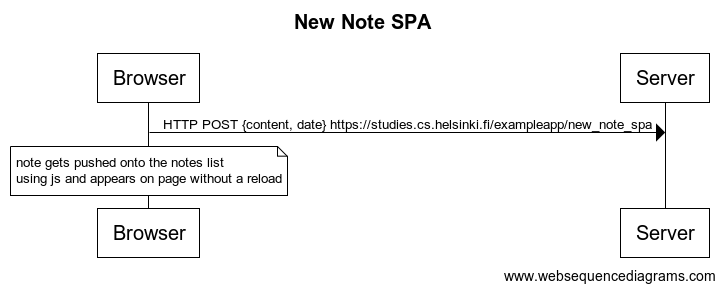 New Note SPA
Browser
Server
HTTP POST {content, date} https://studies.cs.helsinki.fi/exampleapp/new_note_spa
note gets pushed onto the notes list
using js and appears on page without a reload
Browser
Server
www.websequencediagrams.com